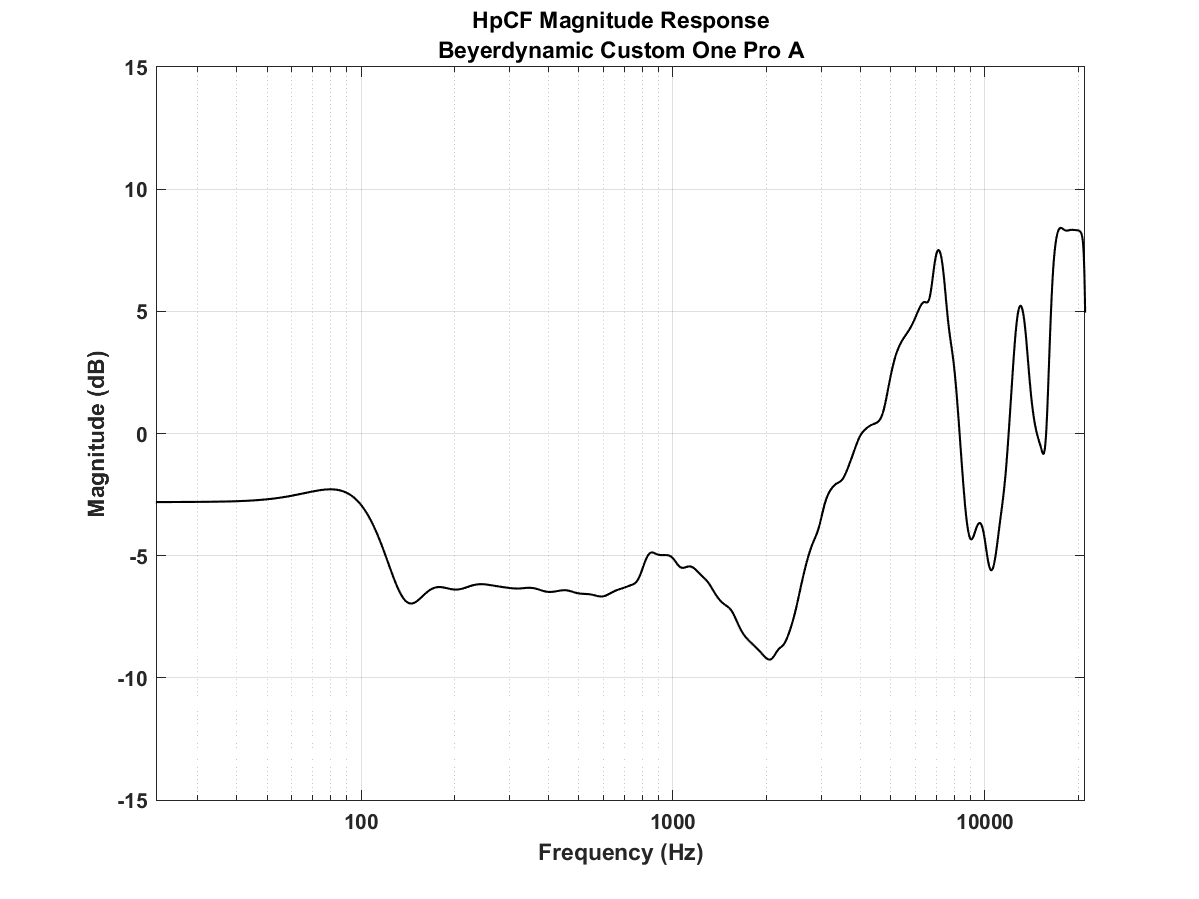 HpCF Magnitude Response
Beyerdynamic Custom One Pro A
15
10
5
0
-5
-10
-15
Magnitude (dB)
100
1000
10000
Frequency (Hz)